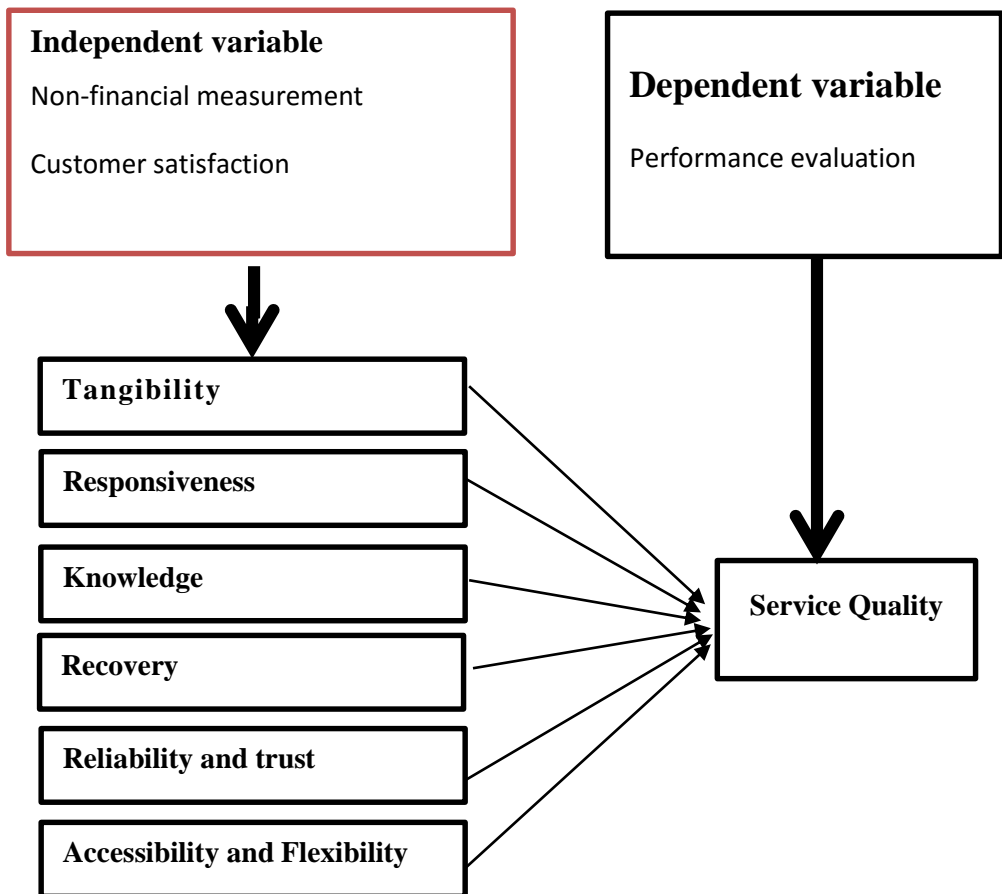 Independent variable
Non-financial measurement
Customer satisfaction
Dependent variable
Performance evaluation
Tangibility
Responsiveness
Knowledge
Recovery
Reliability and trust
Accessibility and Flexibility
Service Quality